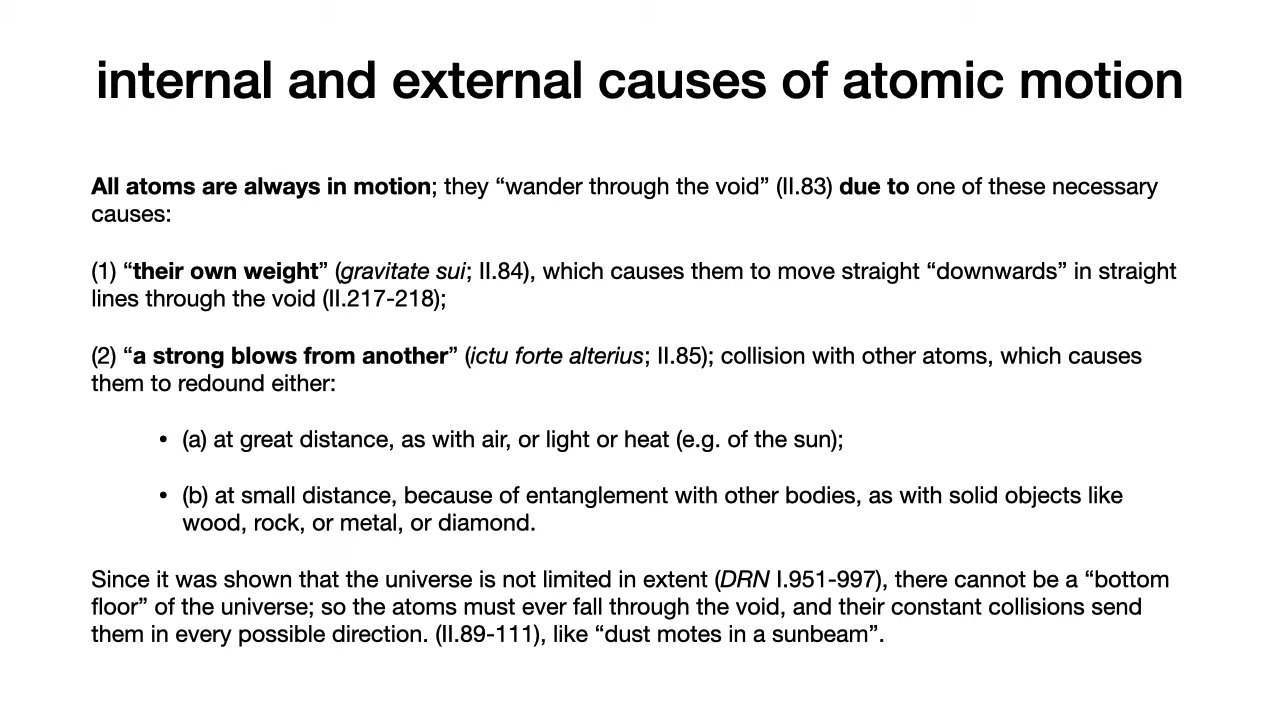 internal and external causes of atomic motion
All atoms are always in motion; they “wander through the void” (II.83) due to one of these necessary
causes:
(1) “their own weight” (gravitate sui; II.84), which causes them to move straight “downwards” in straight
lines through the void (II.217-218);
(2) “a strong blows from another” (ictu forte alterius; II.85); collision with other atoms, which causes
them to redound either:
• (a) at great distance, as with air, or light or heat (e.g. of the sun);
• (b) at small distance, because of entanglement with other bodies, as with solid objects like
wood, rock, or metal, or diamond.
Since it was shown that the universe is not limited in extent (DRN I.951-997), there cannot be a “bottom
floor” of the universe; so the atoms must ever fall through the void, and their constant collisions send
them in every possible direction. (II.89-111), like “dust motes in a sunbeam”.